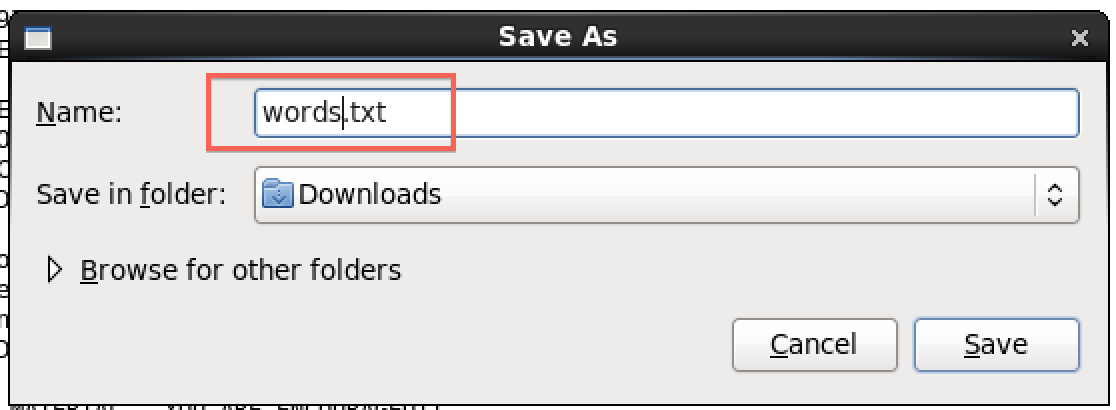 Save As
Name: words.txt
Save in folder: Downloads
Browse for other folders
Cancel Save